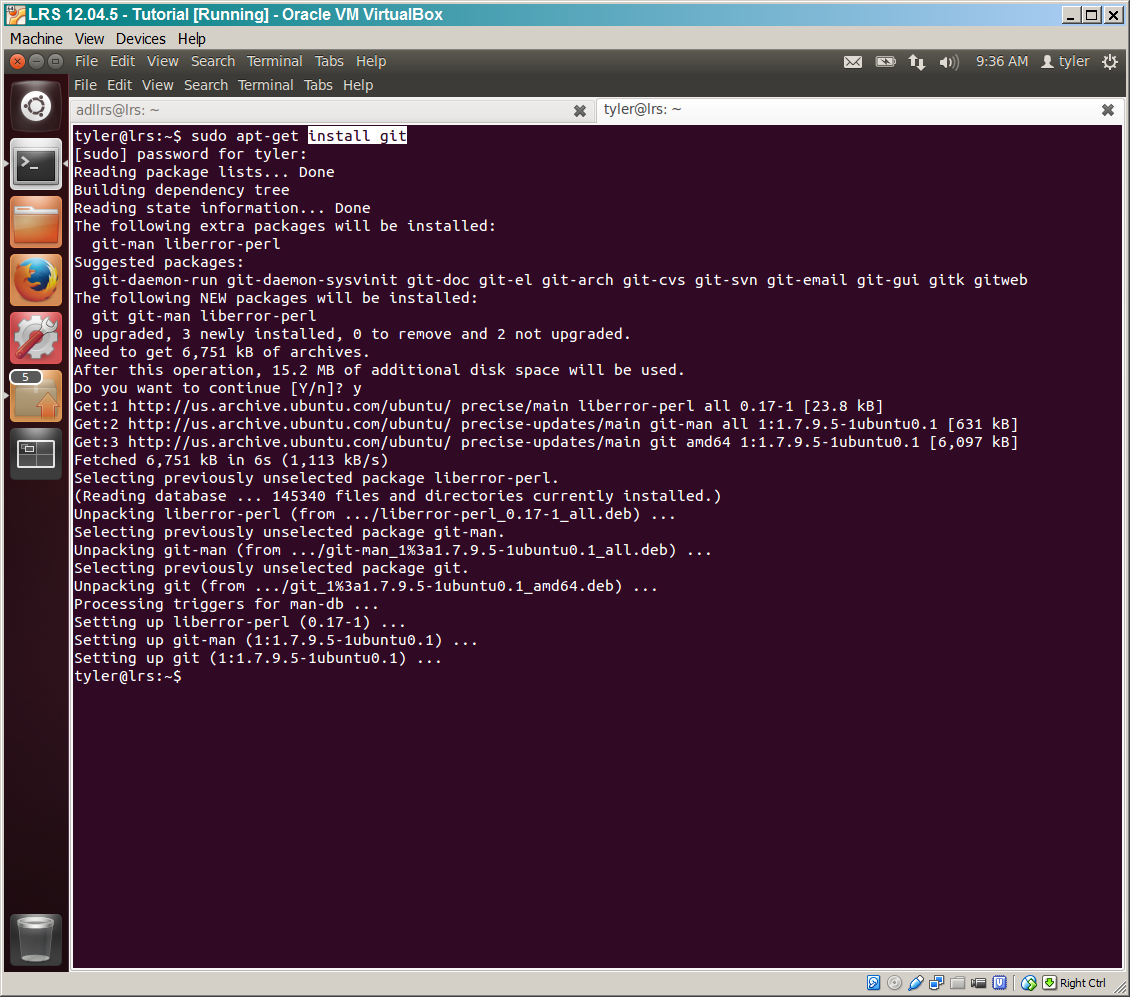 LRS 12.04.5 - Tutorial [Running] - Oracle VM VirtualBox
Machine View Devices Help
File Edit View Search Terminal Tabs Help 9:36 AM tyler
File Edit View Search Terminal Tabs Help
adllrs@lrs: ~ tyler@lrs: ~
tyler@lrs:~$ sudo apt-get install git
[sudo] password for tyler:
Reading package lists... Done
Building dependency tree
Reading state information... Done
The following extra packages will be installed:
  git-man liberror-perl
Suggested packages:
  git-daemon-run git-daemon-sysvinit git-doc git-el git-arch git-cvs git-svn git-email git-gui gitk gitweb
The following NEW packages will be installed:
  git git-man liberror-perl
0 upgraded, 3 newly installed, 0 to remove and 2 not upgraded.
Need to get 6,751 kB of archives.
After this operation, 15.2 MB of additional disk space will be used.
Do you want to continue [Y/n]? y
Get:1 http://us.archive.ubuntu.com/ubuntu/ precise/main liberror-perl all 0.17-1 [23.8 kB]
Get:2 http://us.archive.ubuntu.com/ubuntu/ precise-updates/main git-man all 1:1.7.9.5-1ubuntu0.1 [631 kB]
Get:3 http://us.archive.ubuntu.com/ubuntu/ precise-updates/main git amd64 1:1.7.9.5-1ubuntu0.1 [6,097 kB]
Fetched 6,751 kB in 6s (1,113 kB/s)
Selecting previously unselected package liberror-perl.
(Reading database ... 145340 files and directories currently installed.)
Unpacking liberror-perl (from .../liberror-perl_0.17-1_all.deb) ...
Selecting previously unselected package git-man.
Unpacking git-man (from .../git-man_1%3a1.7.9.5-1ubuntu0.1_all.deb) ...
Selecting previously unselected package git.
Unpacking git (from .../git_1%3a1.7.9.5-1ubuntu0.1_amd64.deb) ...
Processing triggers for man-db ...
Setting up liberror-perl (0.17-1) ...
Setting up git-man (1:1.7.9.5-1ubuntu0.1) ...
Setting up git (1:1.7.9.5-1ubuntu0.1) ...
tyler@lrs:~$
5
Right Ctrl